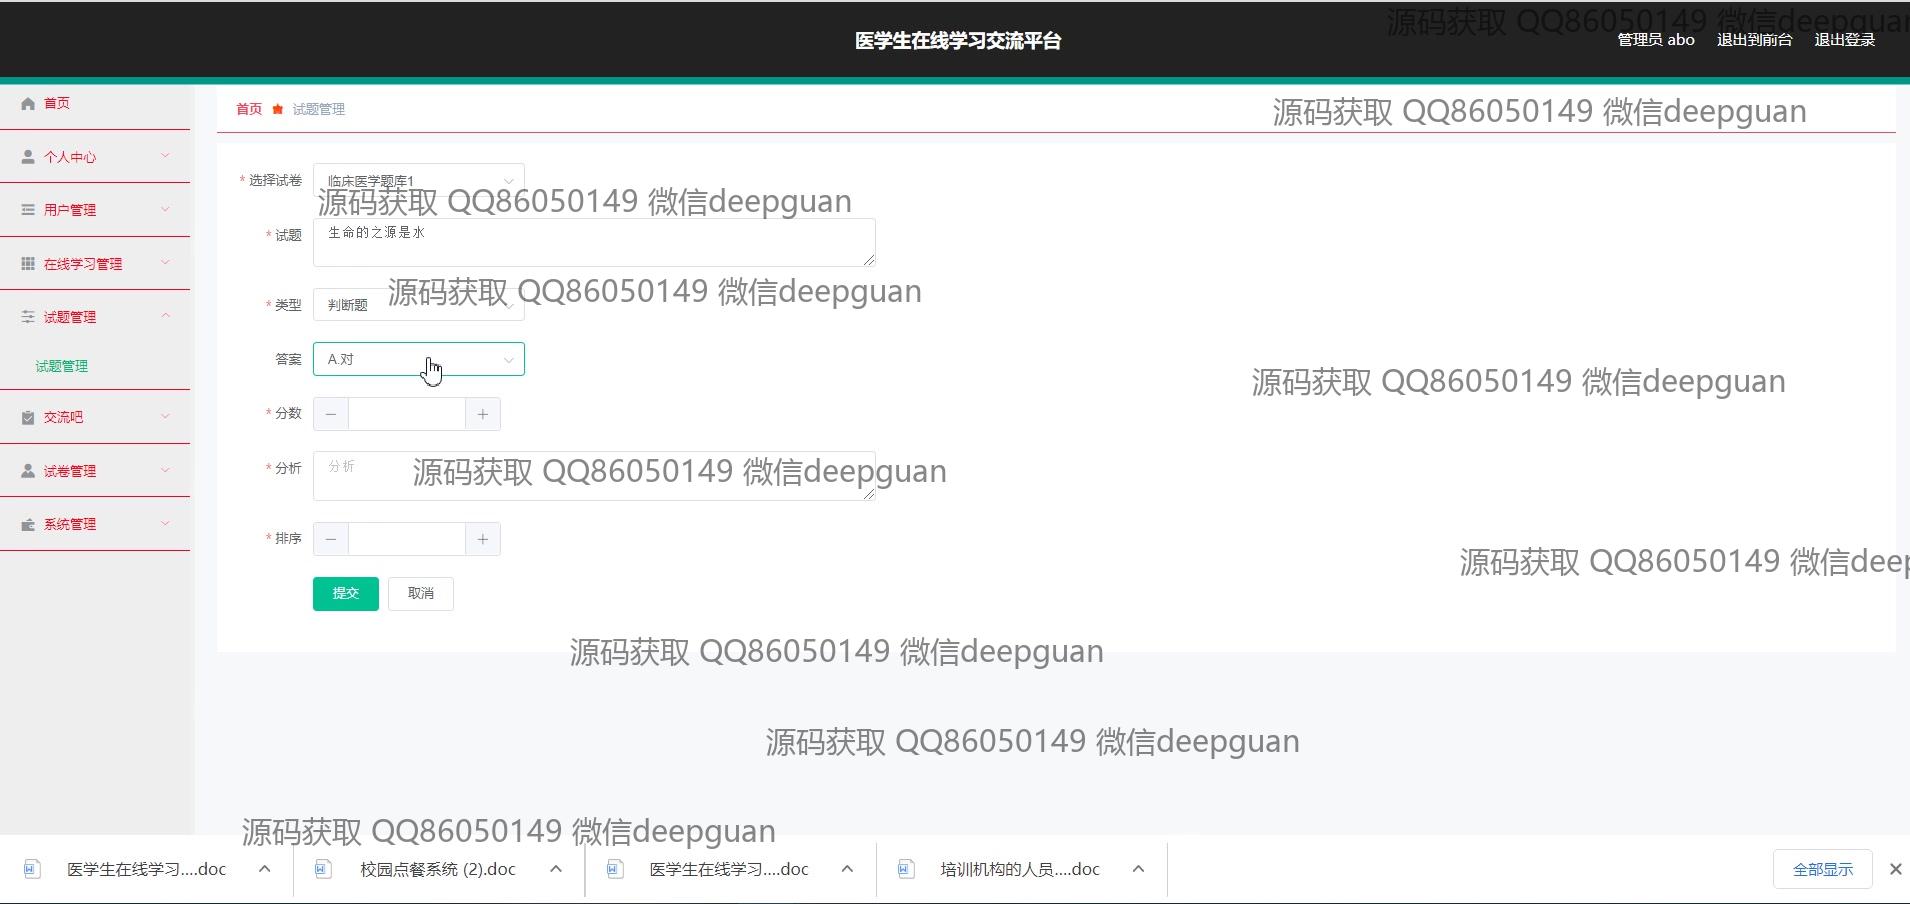 医学生在线学习交流平台
源码获取 QQ86050149 微信deepguan
管理员 abo 退出到前台 退出登录
首页
个人中心
用户管理
在线学习管理
试题管理
试题管理
交流吧
试卷管理
系统管理
首页 试题管理
源码获取 QQ86050149 微信deepguan
* 选择试卷 临床医学题库1
源码获取 QQ86050149 微信deepguan
* 试题 生命的之源是水
源码获取 QQ86050149 微信deepguan
* 类型 判断题
答案 A.对
源码获取 QQ86050149 微信deepguan
* 分数
* 分析 分析
源码获取 QQ86050149 微信deepguan
* 排序
源码获取 QQ86050149 微信deep
提交 取消
源码获取 QQ86050149 微信deepguan
源码获取 QQ86050149 微信deepguan
源码获取 QQ86050149 微信deepguan
医学生在线学习....doc 校园点餐系统 (2).doc 医学生在线学习....doc 培训机构的人员....doc 全部显示